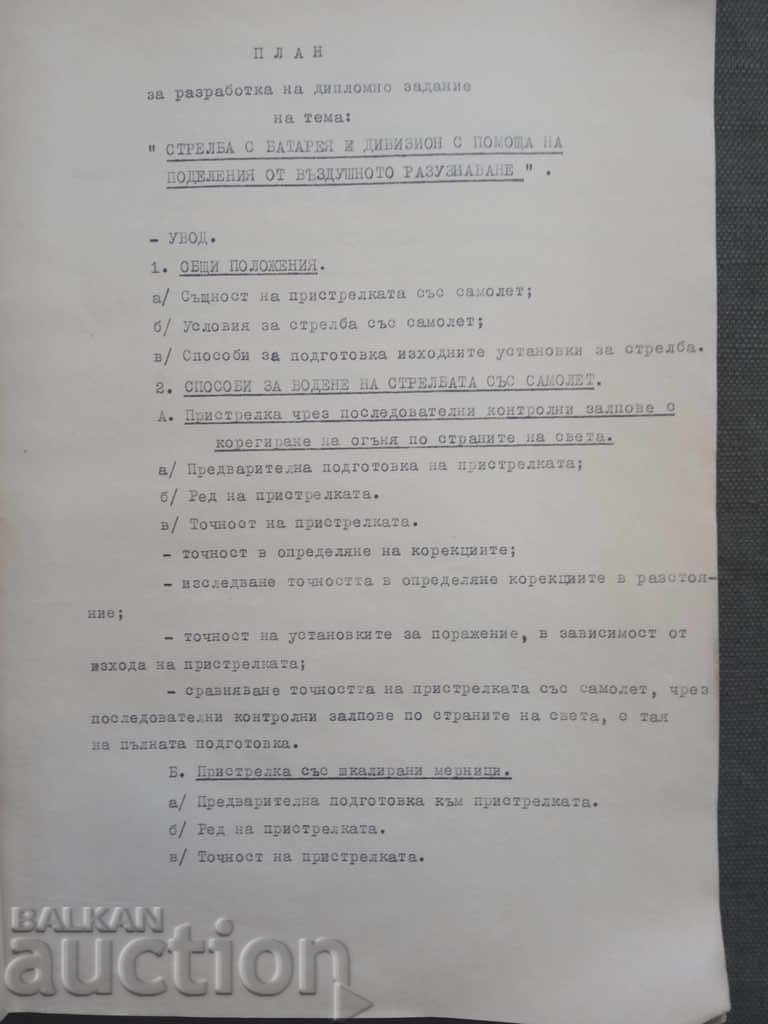 П Л А Н
за разработка на дипломно задание
на тема:
" СТРЕЛБА С БАТАРЕЯ И ДИВИЗИОН С ПОМОЩА НА
ПОДЕЛЕНИЯ ОТ ВЪЗДУШНОТО РАЗУЗНАВАНЕ " .
- УВОД.
1. ОБЩИ ПОЛОЖЕНИЯ.
а/ Същност на пристрелката със самолет;
б/ Условия за стрелба със самолет;
в/ Способи за подготовка изходните установки за стрелба.
2. СПОСОБИ ЗА ВОДЕНЕ НА СТРЕЛБАТА СЪС САМОЛЕТ.
А. Пристрелка чрез последователни контролни залпове с
корегиране на огъня по страните на света.
а/ Предварителна подготовка на пристрелката;
б/ Ред на пристрелката.
в/ Точност на пристрелката.
- точност в определяне на корекциите;
- изследване точността в определяне корекциите в разстоя-
ние;
- точност на установките за поражение, в зависимост от
изхода на пристрелката;
- сравняване точността на пристрелката със самолет, чрез
последователни контролни залпове по страните на света, с тая
на пълната подготовка.
Б. Пристрелка със шкалирани мерници.
а/ Предварителна подготовка към пристрелката.
б/ Ред на пристрелката.
в/ Точност на пристрелката.
BALKAN
auction